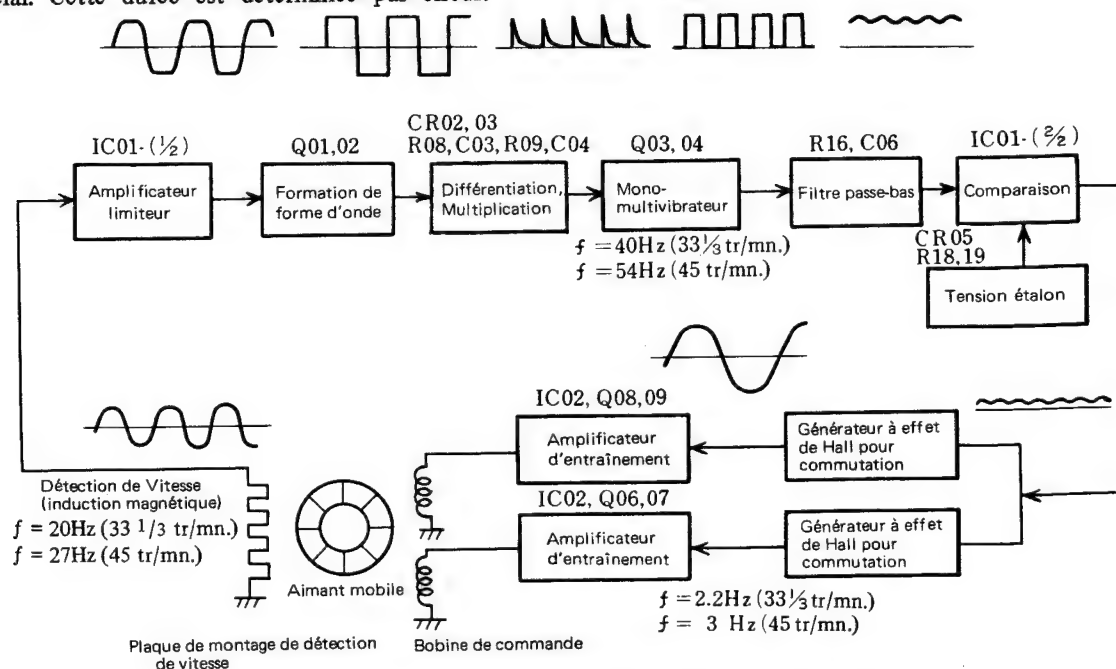 Cette durée est déterminée par
IC01-(½)
Q01,02
CR02, 03
R08, C03, R09, C04
Q03, 04
R16, C06
IC01-(2/2)
Amplificateur
limiteur
Formation de
forme d'onde
Différentiation,
Multiplication
Mono-
multivibrateur
Filtre passe-bas
Comparaison
f = 40Hz (33⅓ tr/mn.)
f = 54Hz (45 tr/mn.)
CR05
R18,19
Tension étalon
IC02, Q08,09
Amplificateur
d'entraînement
Générateur à effet
de Hall pour
commutation
IC02, Q06,07
Amplificateur
d'entraînement
Générateur à effet
de Hall pour
commutation
f = 2.2Hz (33⅓ tr/mn.)
f = 3 Hz (45 tr/mn.)
Détection de Vitesse
(induction magnétique)
f = 20Hz (33 1/3 tr/mn.)
f = 27Hz (45 tr/mn.)
Aimant mobile
Plaque de montage de détection
de vitesse
Bobine de commande